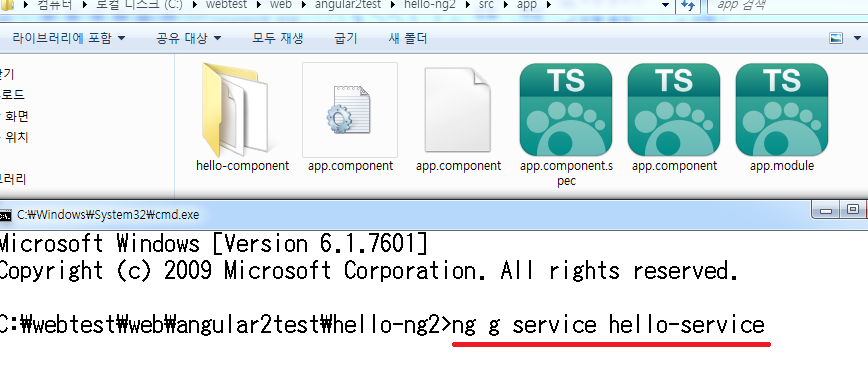 컴퓨터 ▸ 로컬 디스크 (C:) ▸ webtest ▸ web ▸ angular2test ▸ hello-ng2 ▸ src ▸ app ▸
app 검색
라이브러리에 포함 공유 대상 모두 재생 굽기 새 폴더
로드
화면
위치
러리
hello-component app.component app.component app.component.s
pec app.component app.module
TS TS TS
C:\Windows\System32\cmd.exe
Microsoft Windows [Version 6.1.7601]
Copyright (c) 2009 Microsoft Corporation. All rights reserved.
C:₩webtest₩web₩angular2test₩hello-ng2>ng g service hello-service